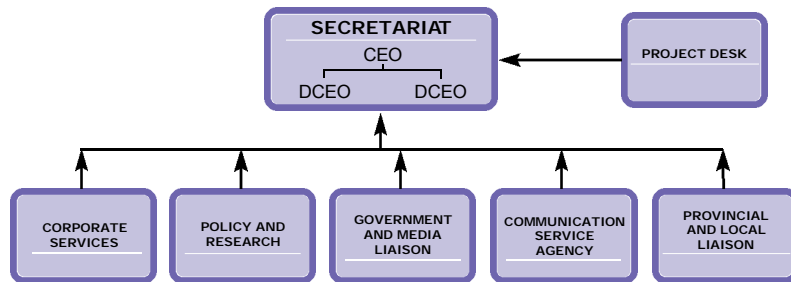 SECRETARIAT
CEO
DCEO DCEO
PROJECT DESK
CORPORATE
SERVICES
POLICY AND
RESEARCH
GOVERNMENT
AND MEDIA
LIAISON
COMMUNICATION
SERVICE
AGENCY
PROVINCIAL
AND LOCAL
LIAISON